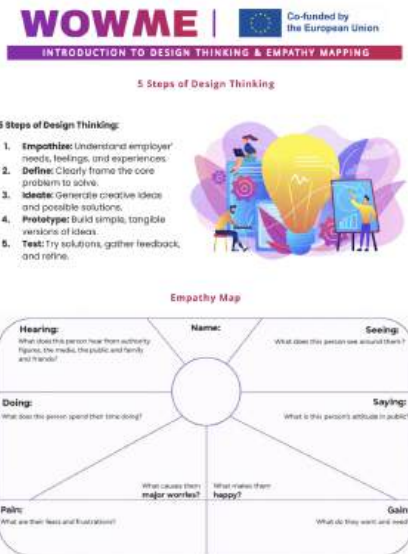 WOWME
Co-funded by
the European Union
INTRODUCTION TO DESIGN THINKING & EMPATHY MAPPING
5 Steps of Design Thinking
5 Steps of Design Thinking:
1. Empathize: Understand employer'
needs, feelings, and experiences.
2. Define: Clearly frame the core
problem to solve.
3. Ideate: Generate creative ideas
and possible solutions.
4. Prototype: Build simple, tangible
versions of ideas.
5. Test: Try solutions, gather feedback,
and refine.
Empathy Map
Hearing:
What does this person hear from authority
figures, the media, the public and family
and friends?
Name:
Seeing:
What does this person see around them?
Doing:
What does this person spend their time doing?
Saying:
What is this person's attitude in public?
What causes them
major worries?
What makes them
happy?
Pain:
What are their fears and frustrations?
Gain
What do they want and need